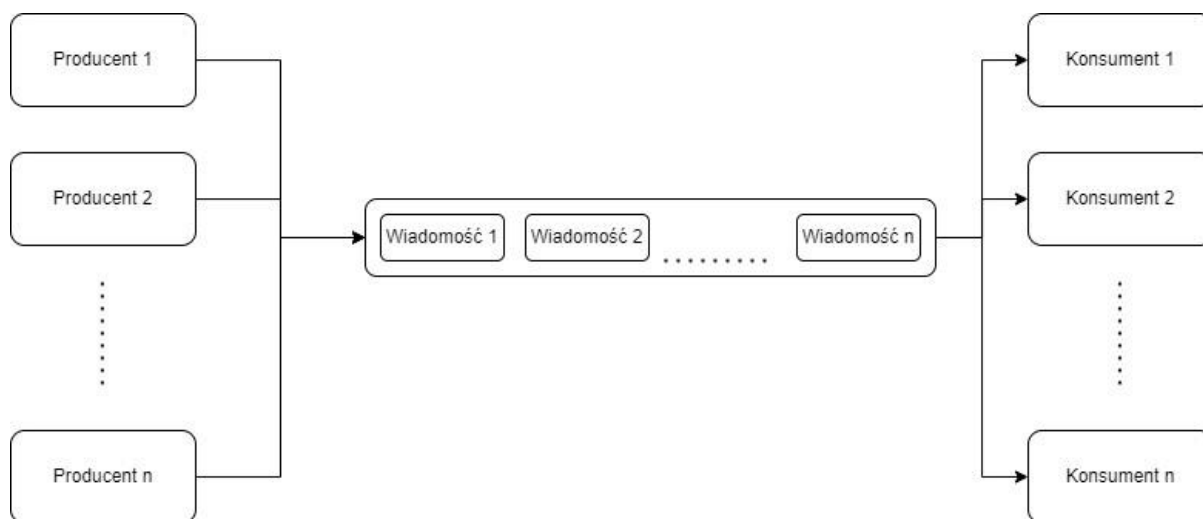 Producent 1
Producent 2
Producent n
Wiadomość 1
Wiadomość 2
Wiadomość n
Konsument 1
Konsument 2
Konsument n